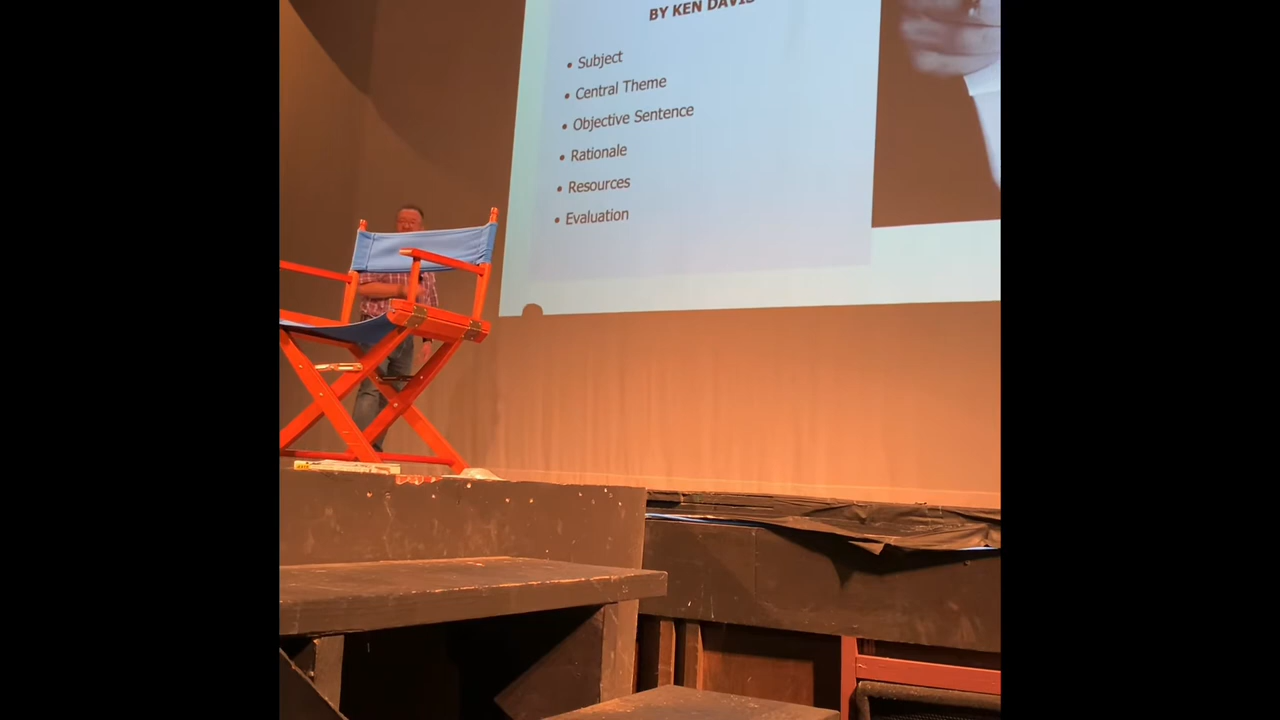 BY KEN DAVIS
• Subject
• Central Theme
• Objective Sentence
• Rationale
• Resources
• Evaluation